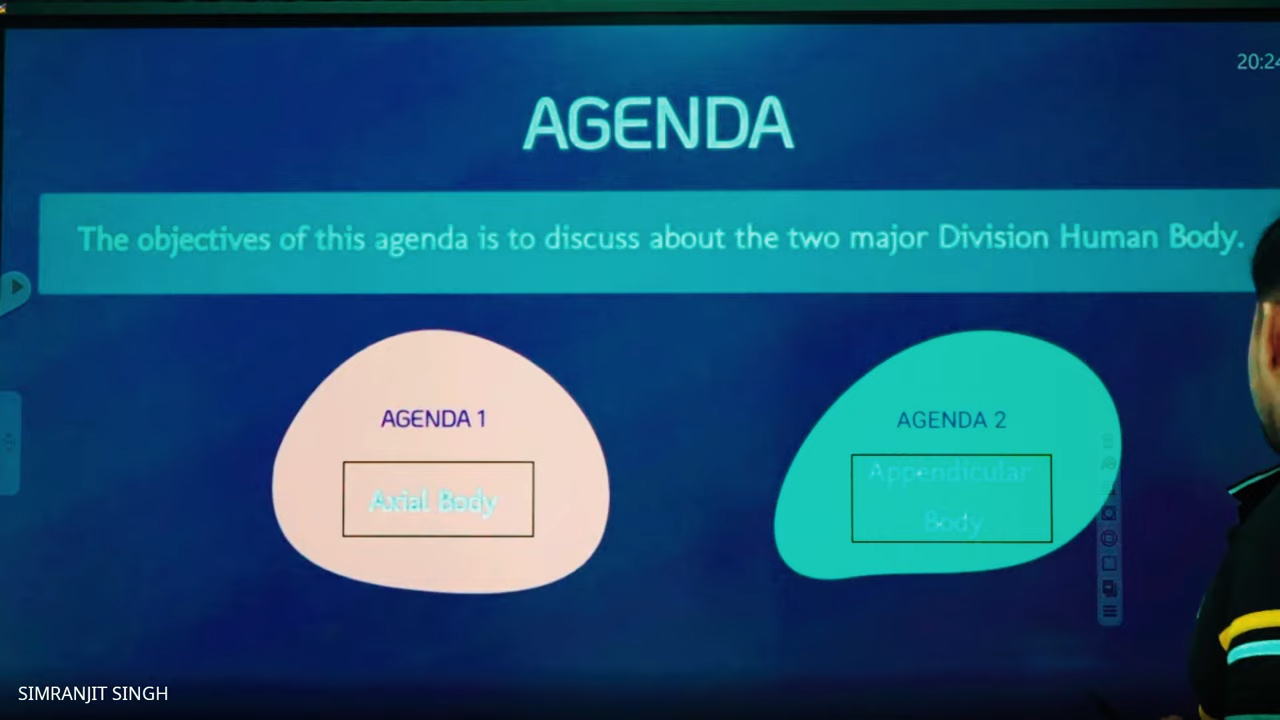 20:24
AGENDA
The objectives of this agenda is to discuss about the two major Division Human Body.
AGENDA 1
Axial Body
AGENDA 2
Appendicular
Body
SIMRANJIT SINGH